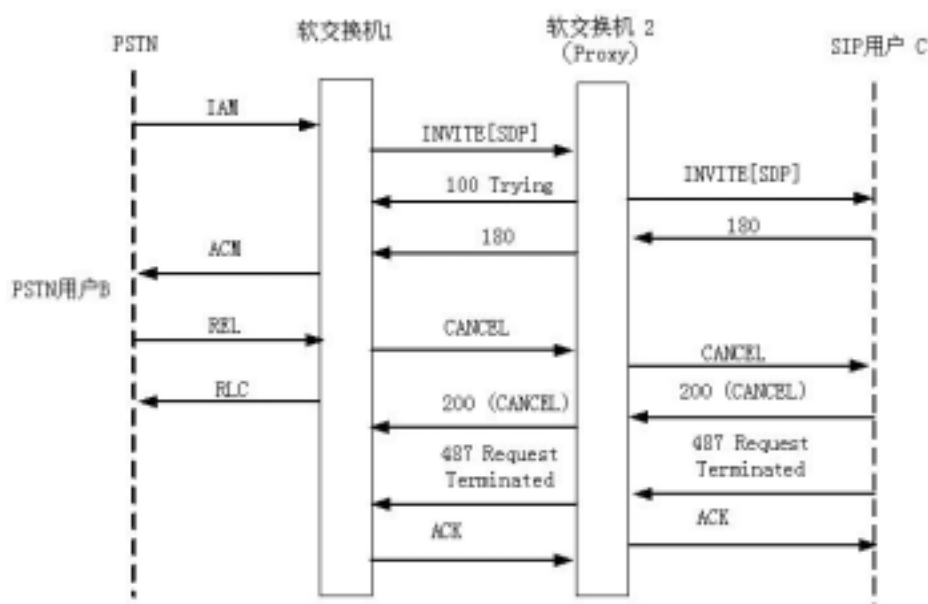 PSTN
软交换机1
软交换机 2
(Proxy)
SIP用户 C
IAM
INVITE[SDP]
INVITE[SDP]
100 Trying
180
180
ACM
PSTN用户B
REL
CANCEL
CANCEL
RLC
200 (CANCEL)
200 (CANCEL)
487 Request
Terminated
487 Request
Terminated
ACK
ACK